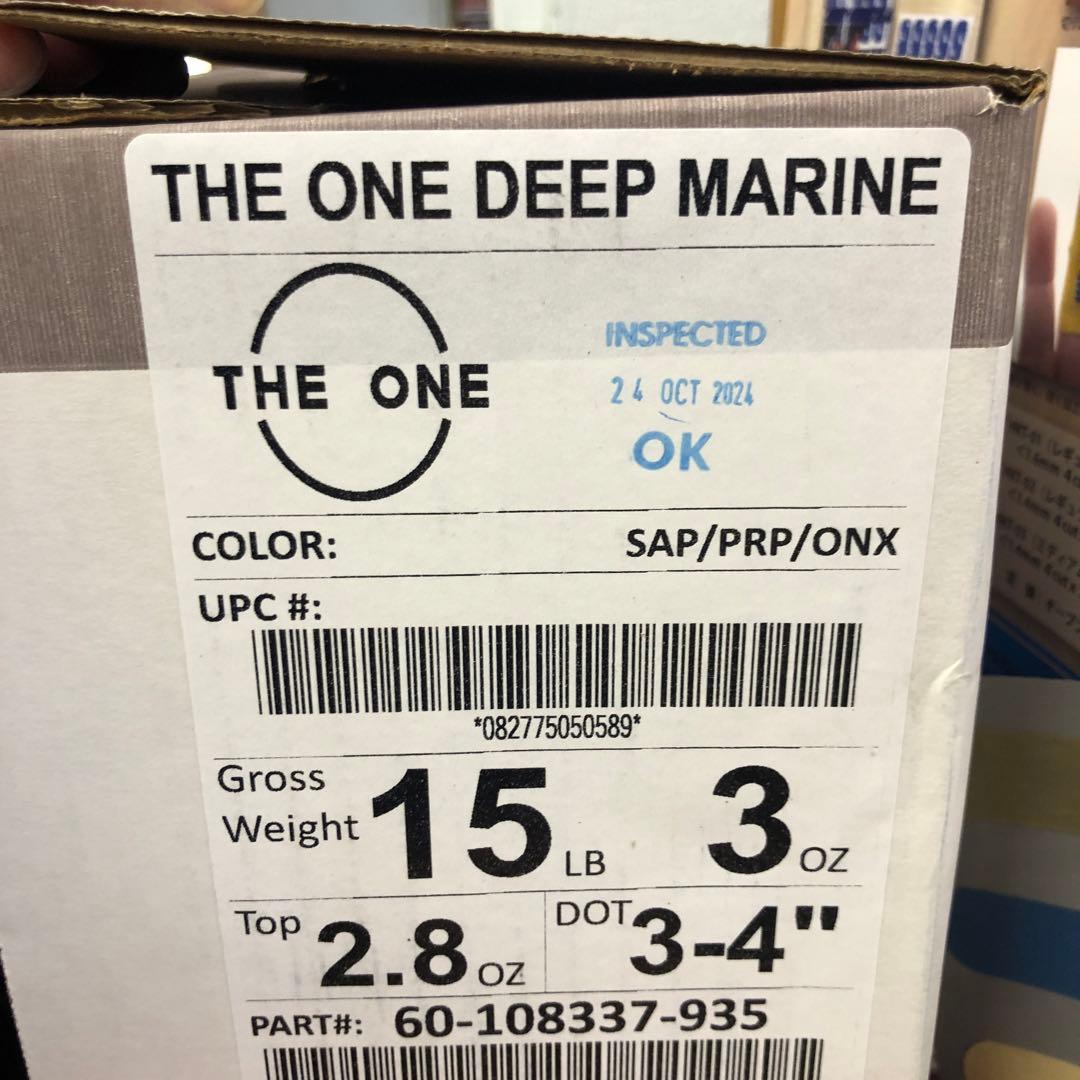 THE ONE DEEP MARINE
THE ONE
INSPECTED
24 OCT 2024
OK
COLOR: SAP/PRP/ONX
UPC #:
*082775050589*
Gross Weight 15 LB 3 OZ
Top 2.8 OZ DOT 3-4"
PART#: 60-108337-935